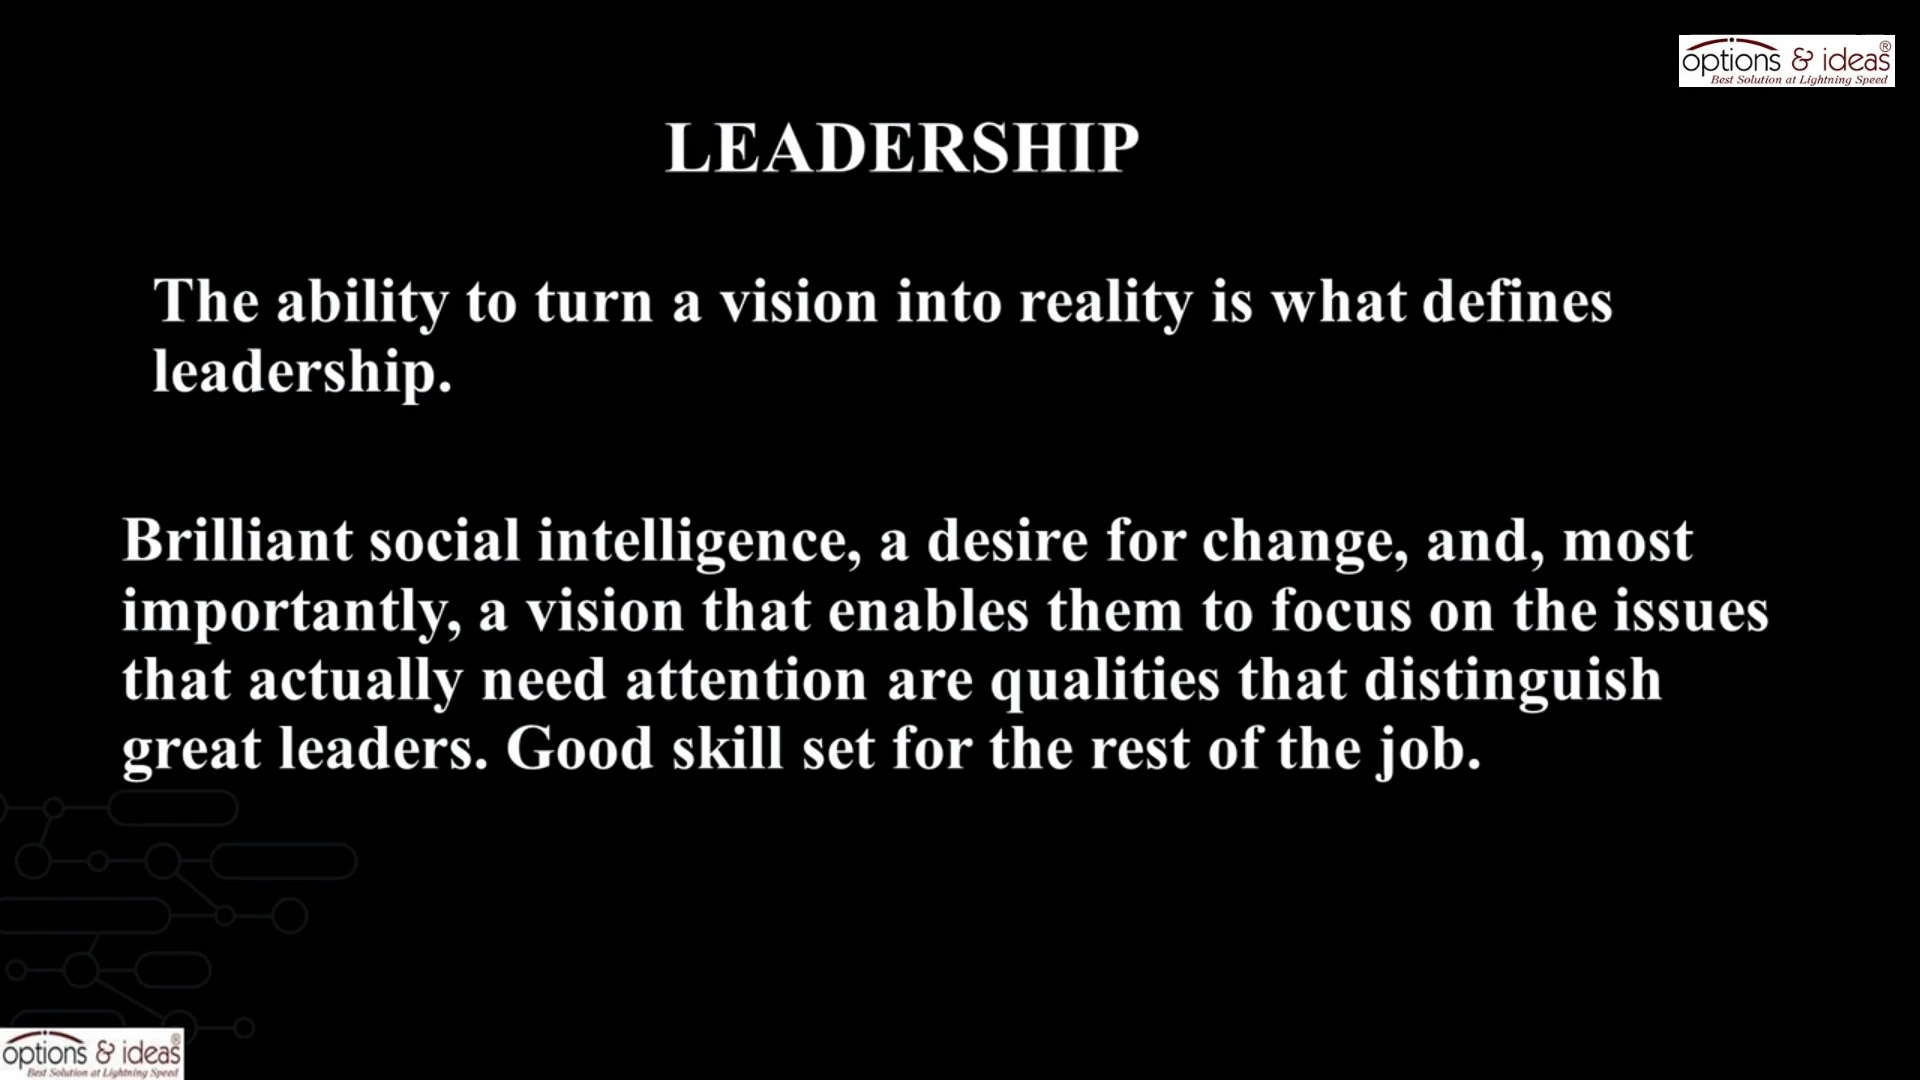 options & ideas®
Best Solution at Lightning Speed
LEADERSHIP
The ability to turn a vision into reality is what defines
leadership.
Brilliant social intelligence, a desire for change, and, most
importantly, a vision that enables them to focus on the issues
that actually need attention are qualities that distinguish
great leaders. Good skill set for the rest of the job.
options & ideas®
Best Solution at Lightning Speed